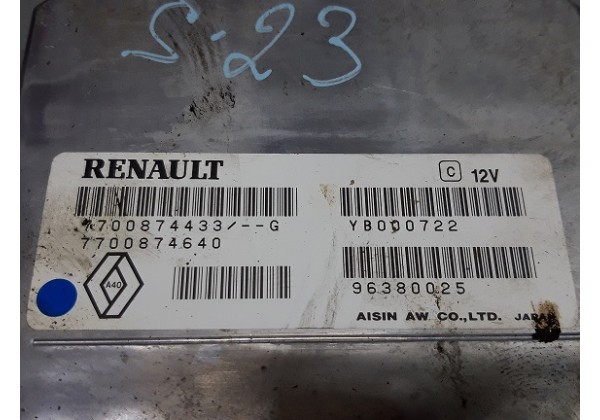 S-23
RENAULT
C 12V
7700874433/--G
YB000722
7700874640
96380025
A40
AISIN AW CO.,LTD. JAPAN